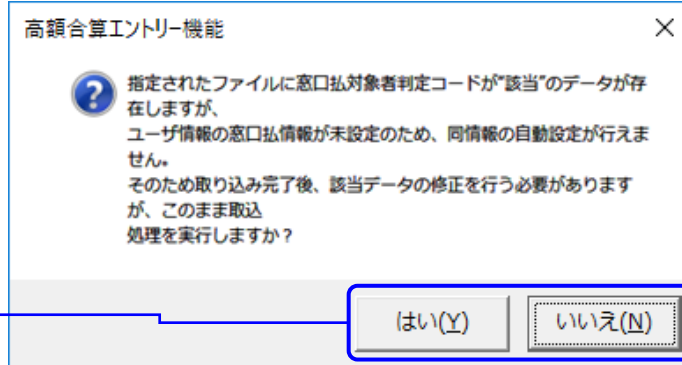 高額合算エントリー機能
指定されたファイルに窓口払対象者判定コードが"該当"のデータが存
在しますが、
ユーザ情報の窓口払情報が未設定のため、同情報の自動設定が行えま
せん。
そのため取り込み完了後、該当データの修正を行う必要があります
が、このまま取込
処理を実行しますか？
はい(Y) いいえ(N)